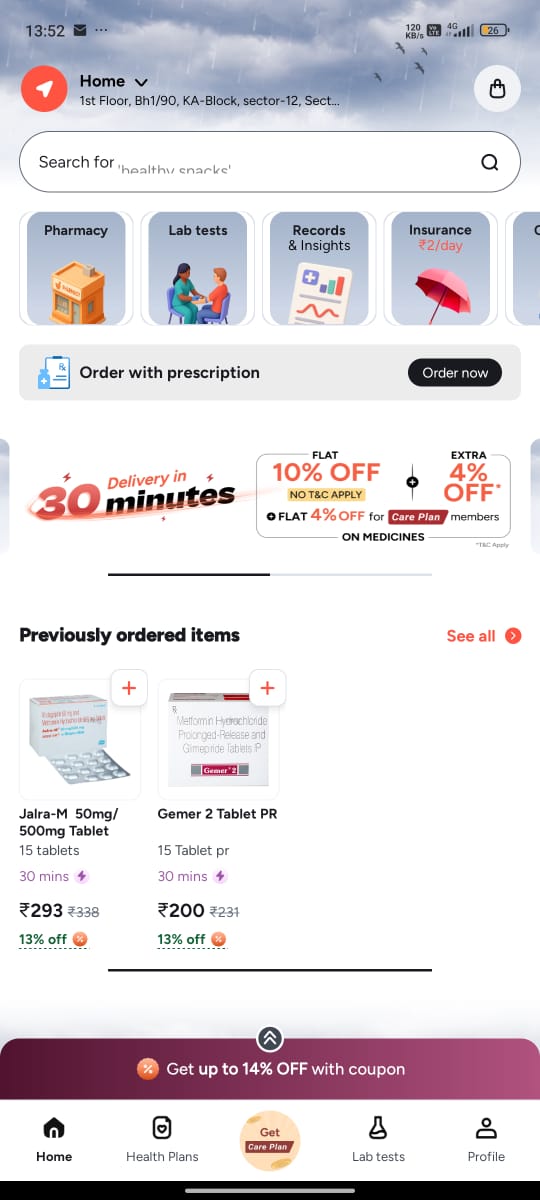 13:52
120
KB/s
Vo
LTE
4G
26
Home
1st Floor, Bh1/90, KA-Block, sector-12, Sect...
Search for 'healthy snacks'
Pharmacy
Lab tests
Records
& Insights
Insurance
₹2/day
Order with prescription
Order now
Delivery in
30 minutes
FLAT
10% OFF
NO T&C APPLY
EXTRA
4%
OFF*
FLAT 4% OFF for Care Plan members
ON MEDICINES
*T&C Apply
Previously ordered items
See all
Metformin Hydrochloride
Prolonged-Release and
Glimepiride Tablets IP
Gemer 2
Jalra-M 50mg/
500mg Tablet
15 tablets
30 mins
₹293 ₹338
13% off
Gemer 2 Tablet PR
15 Tablet pr
30 mins
₹200 ₹231
13% off
Get up to 14% OFF with coupon
Home
Health Plans
Get
Care Plan
Lab tests
Profile